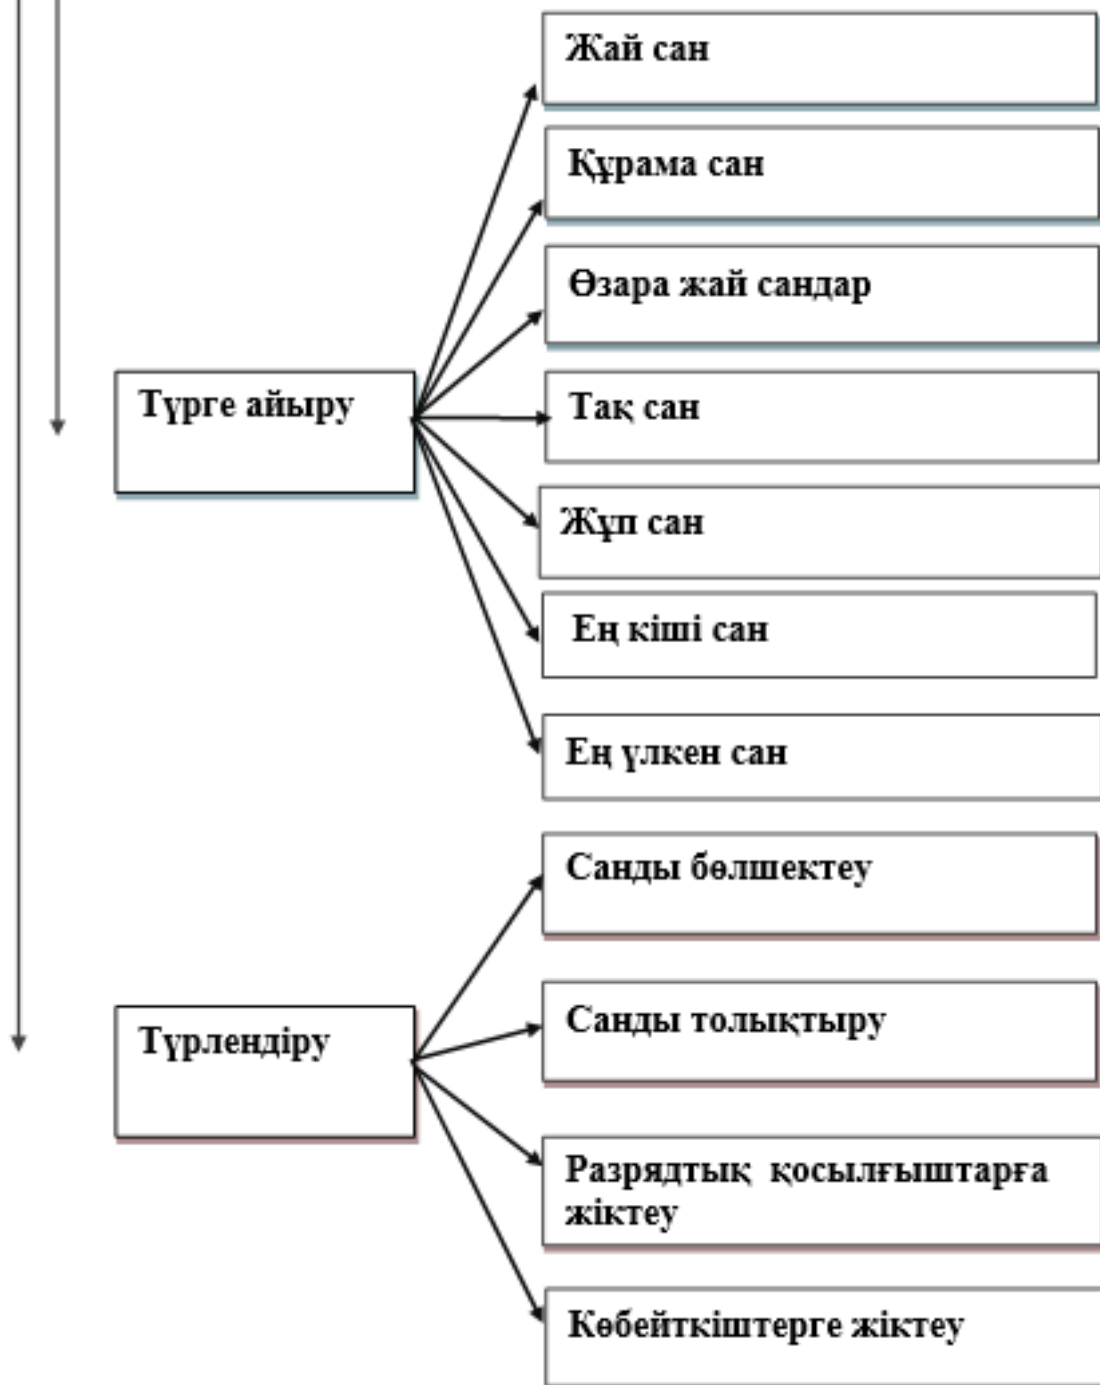 Жай сан
Құрама сан
Өзара жай сандар
Түрге айыру
Тақ сан
Жұп сан
Ең кіші сан
Ең үлкен сан
Санды бөлшектеу
Түрлендіру
Санды толықтыру
Разрядтық қосылғыштарға
жіктеу
Көбейткіштерге жіктеу